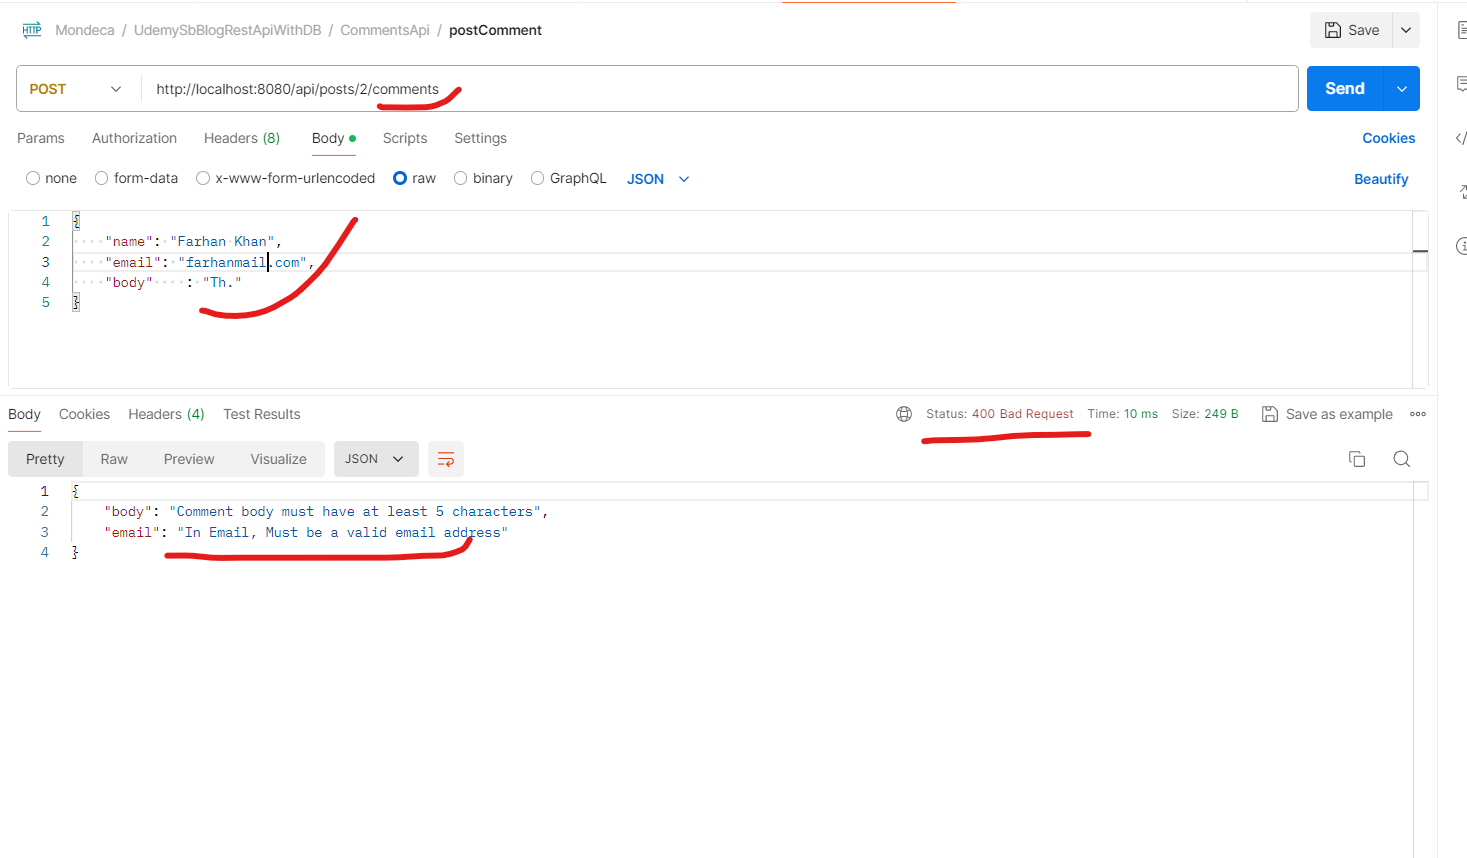 HTTP Mondeca / UdemySbBlogRestApiWithDB / CommentsApi / postComment Save
POST http://localhost:8080/api/posts/2/comments Send
Params Authorization Headers (8) Body Scripts Settings Cookies
none form-data x-www-form-urlencoded raw binary GraphQL JSON Beautify
1 {
2 "name": "Farhan Khan",
3 "email": "farhanmail.com",
4 "body" : "Th."
5 }
Body Cookies Headers (4) Test Results Status: 400 Bad Request Time: 10 ms Size: 249 B Save as example
Pretty Raw Preview Visualize JSON
1 {
2 "body": "Comment body must have at least 5 characters",
3 "email": "In Email, Must be a valid email address"
4 }